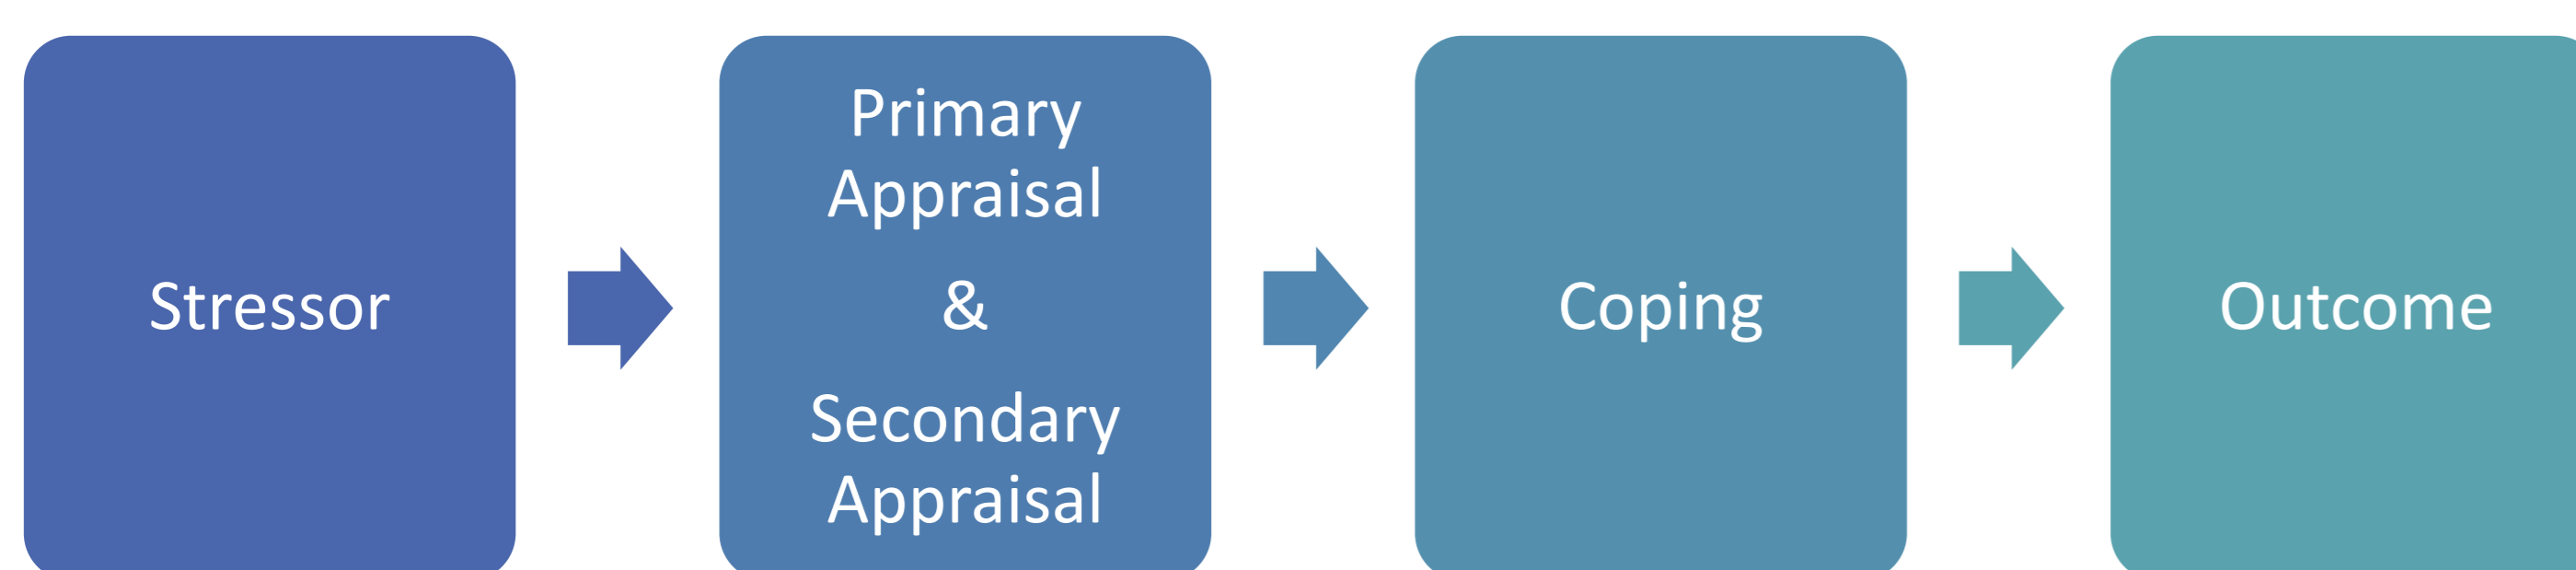 Stressor
Primary
Appraisal
&
Secondary
Appraisal
Coping
Outcome